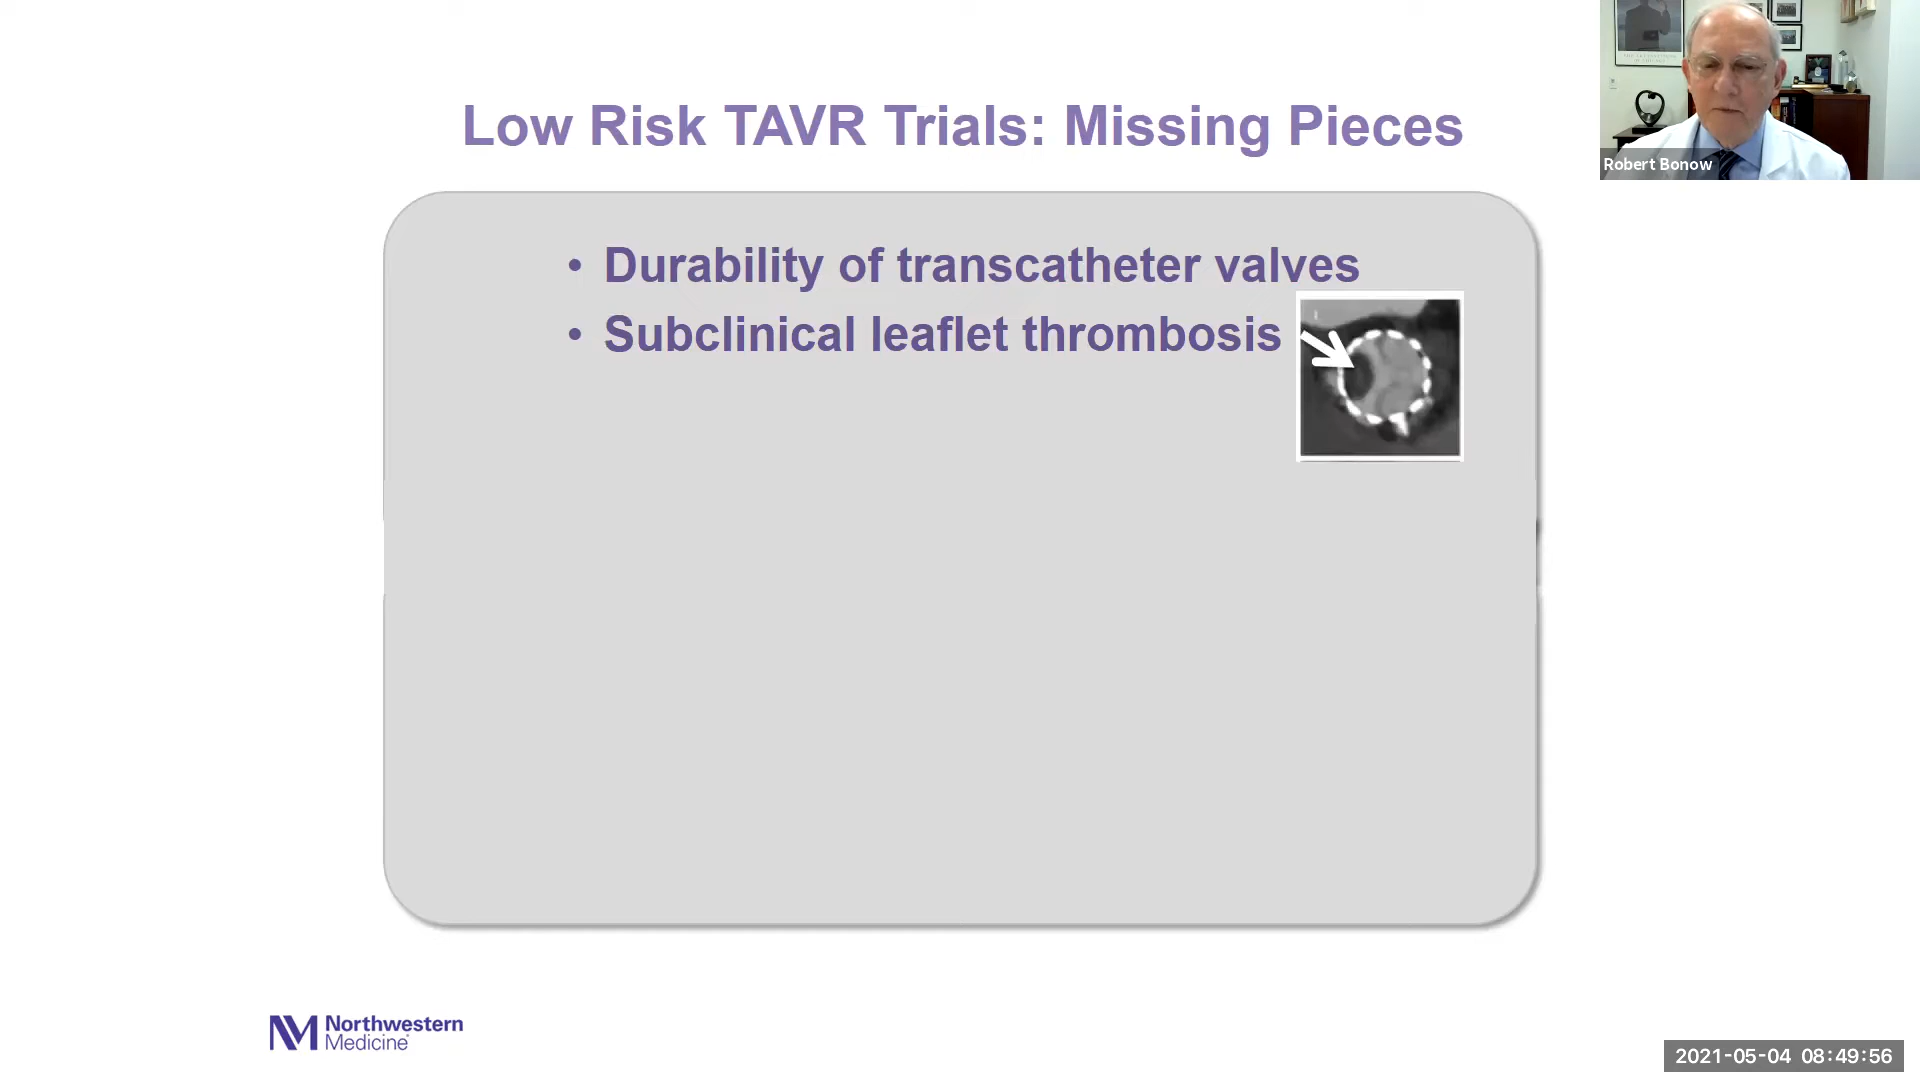 Low Risk TAVR Trials: Missing Pieces
Robert Bonow
• Durability of transcatheter valves
• Subclinical leaflet thrombosis
Northwestern
Medicine
2021-05-04 08:49:56